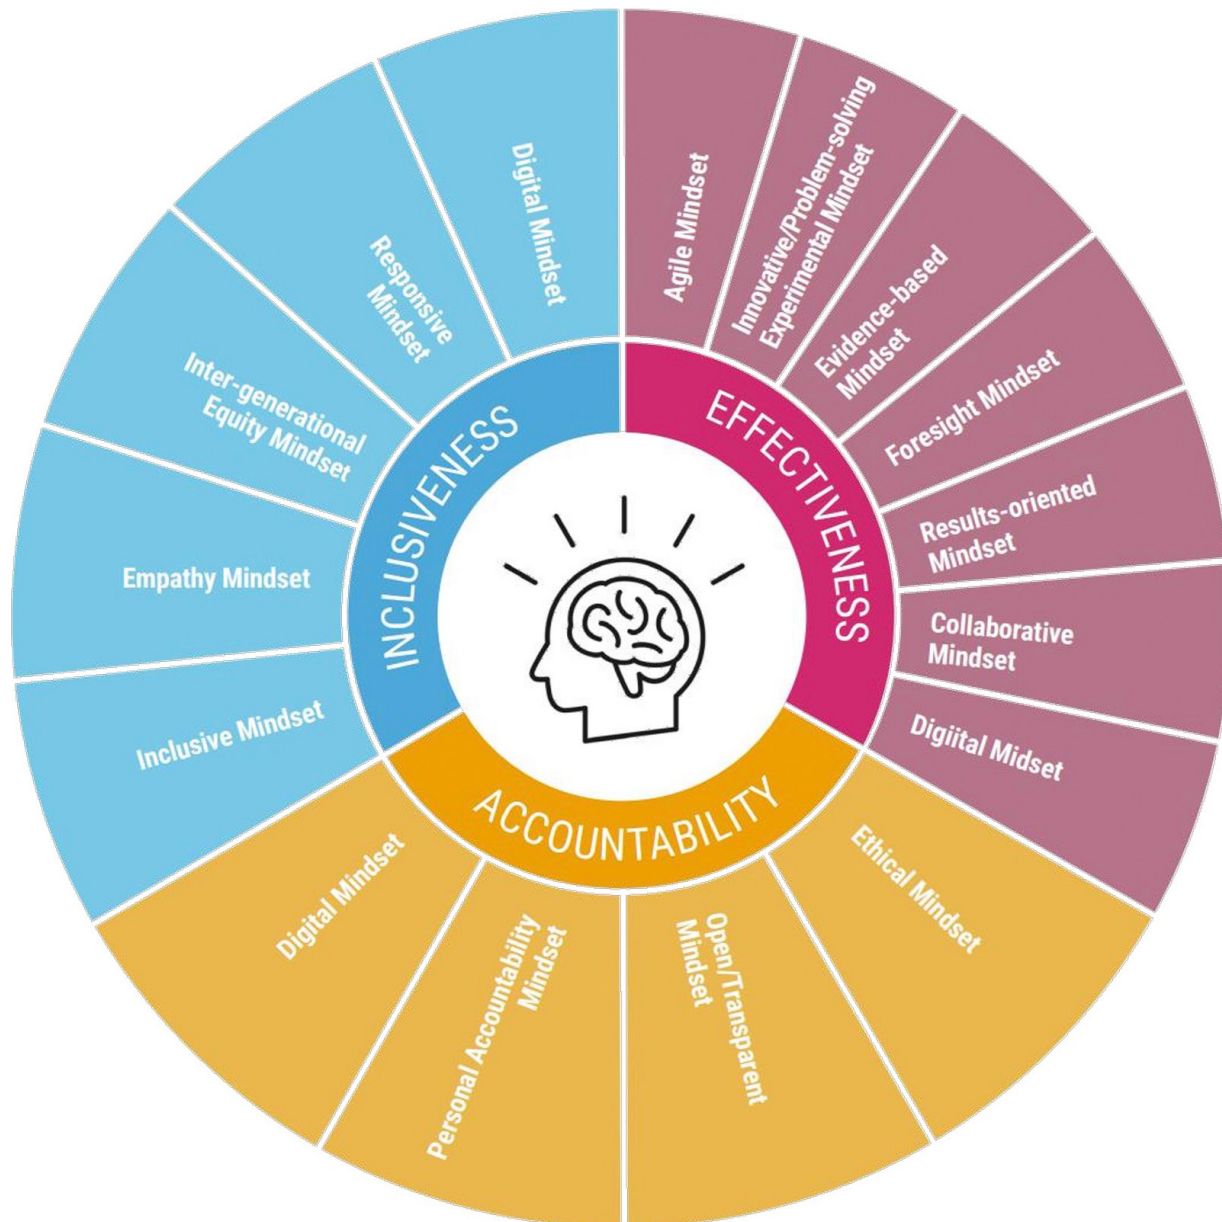 EFFECTIVENESS
Agile Mindset
Innovative/Problem-solving
Experimental Mindset
Evidence-based
Mindset
Foresight Mindset
Results-oriented
Mindset
Collaborative
Mindset
Digiital Midset
ACCOUNTABILITY
Ethical Mindset
Open/Transparent
Mindset
Personal Accountability
Mindset
Digital Mindset
INCLUSIVENESS
Inclusive Mindset
Empathy Mindset
Inter-generational
Equity Mindset
Responsive
Mindset
Digital Mindset